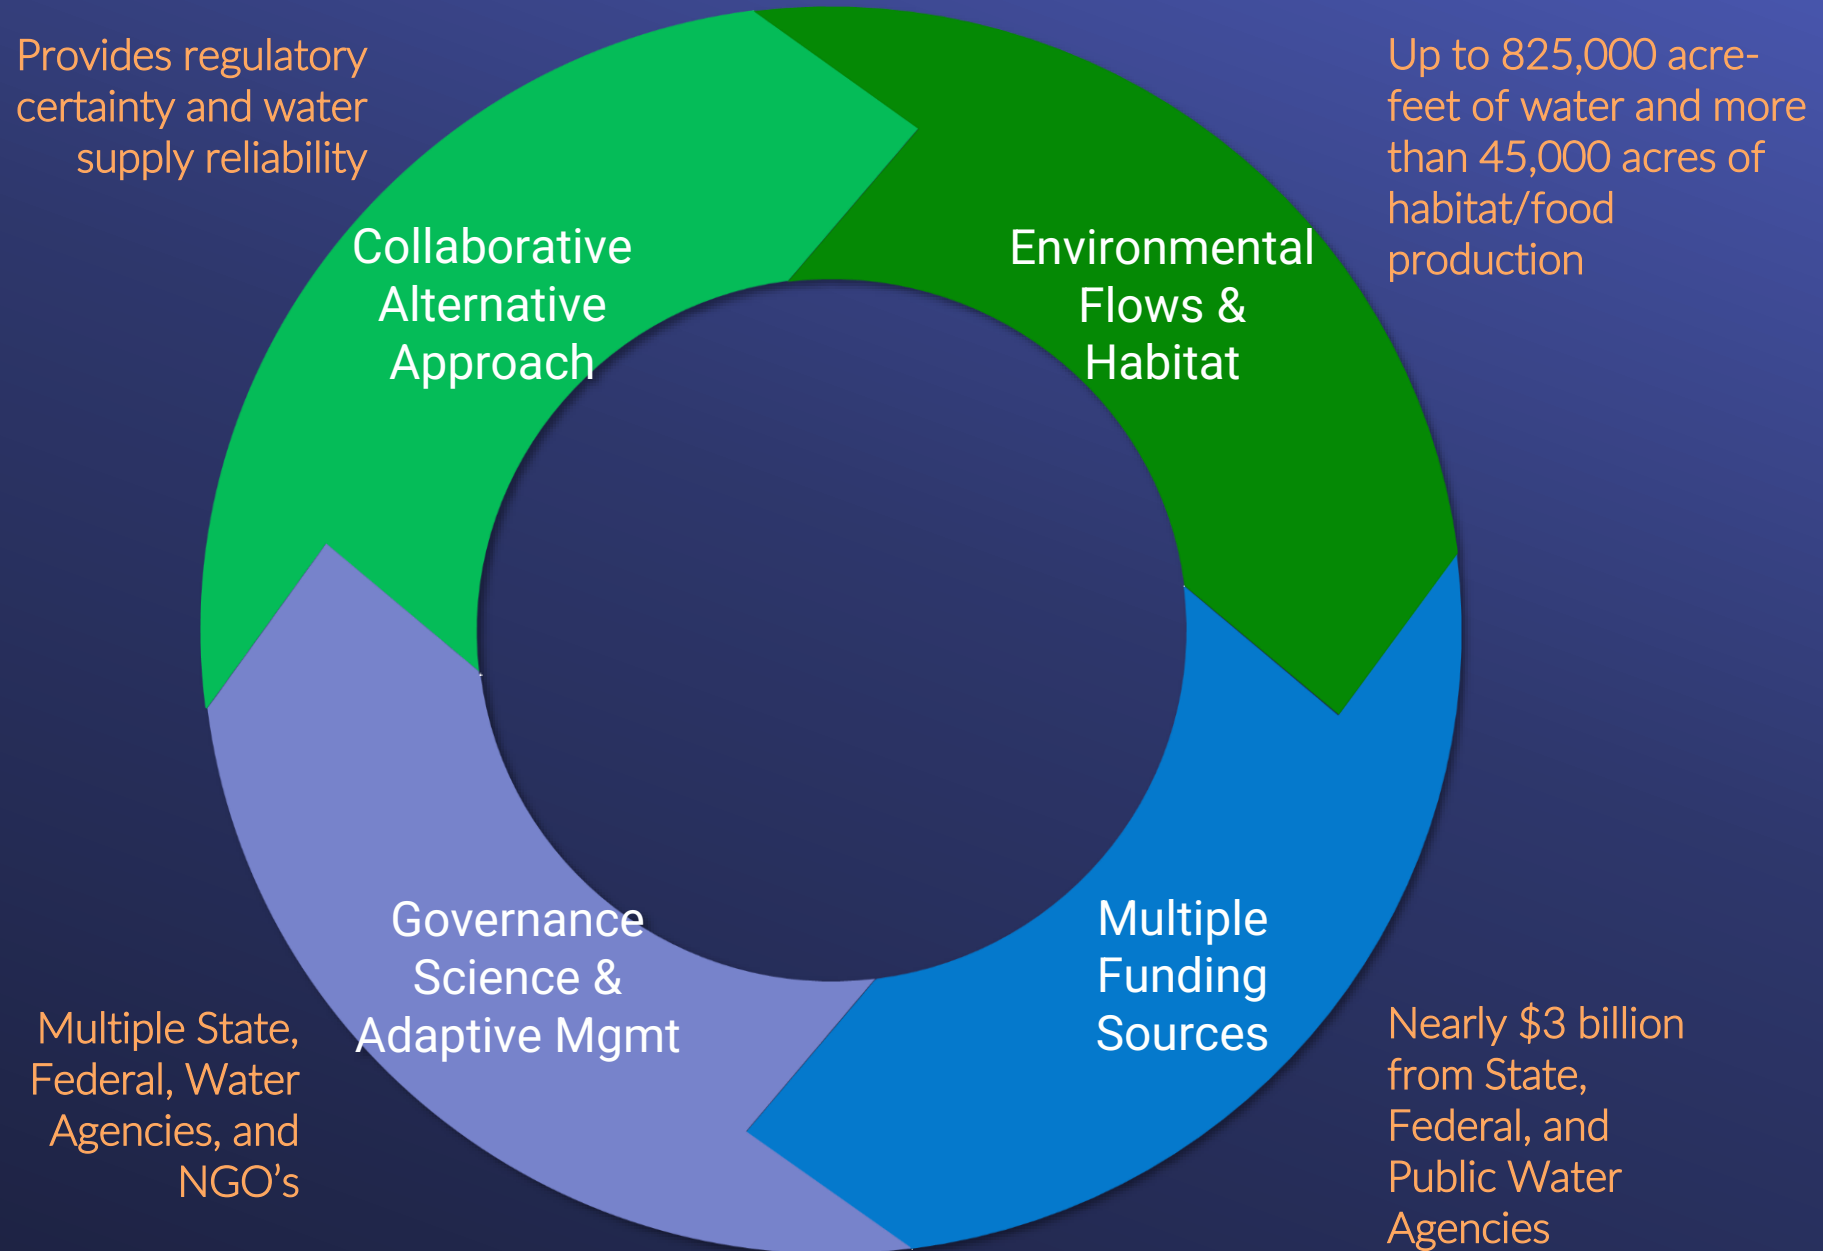 Provides regulatory
certainty and water
supply reliability
Collaborative
Alternative
Approach
Environmental
Flows &
Habitat
Up to 825,000 acre-
feet of water and more
than 45,000 acres of
habitat/food
production
Multiple State,
Federal, Water
Agencies, and
NGO’s
Governance
Science &
Adaptive Mgmt
Multiple
Funding
Sources
Nearly $3 billion
from State,
Federal, and
Public Water
Agencies